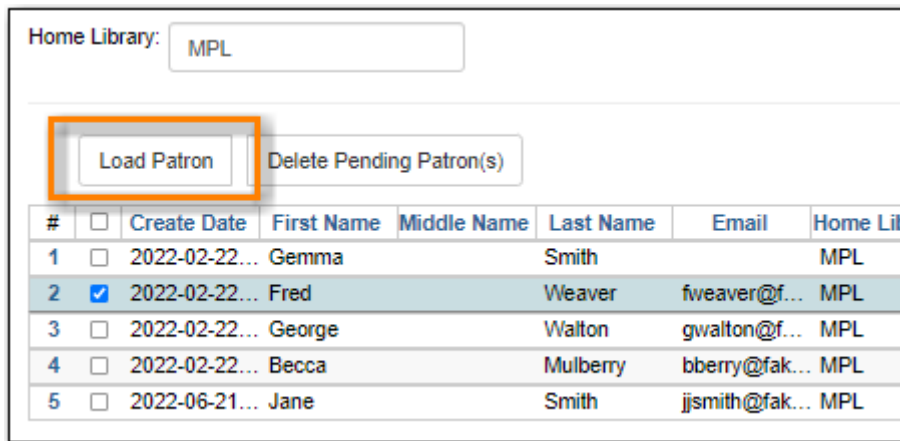 Home Library: MPL
Load Patron Delete Pending Patron(s)
# Create Date First Name Middle Name Last Name Email Home Lib
1 2022-02-22... Gemma Smith MPL
2 2022-02-22... Fred Weaver fweaver@f... MPL
3 2022-02-22... George Walton gwalton@f... MPL
4 2022-02-22... Becca Mulberry bberry@fak... MPL
5 2022-06-21... Jane Smith jjsmith@fak... MPL